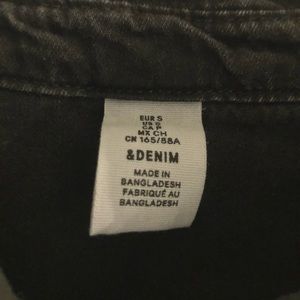 EUR S
US S
CA P
MX CH
CN 165/88A
&DENIM
MADE IN
BANGLADESH
FABRIQUÉ AU
BANGLADESH